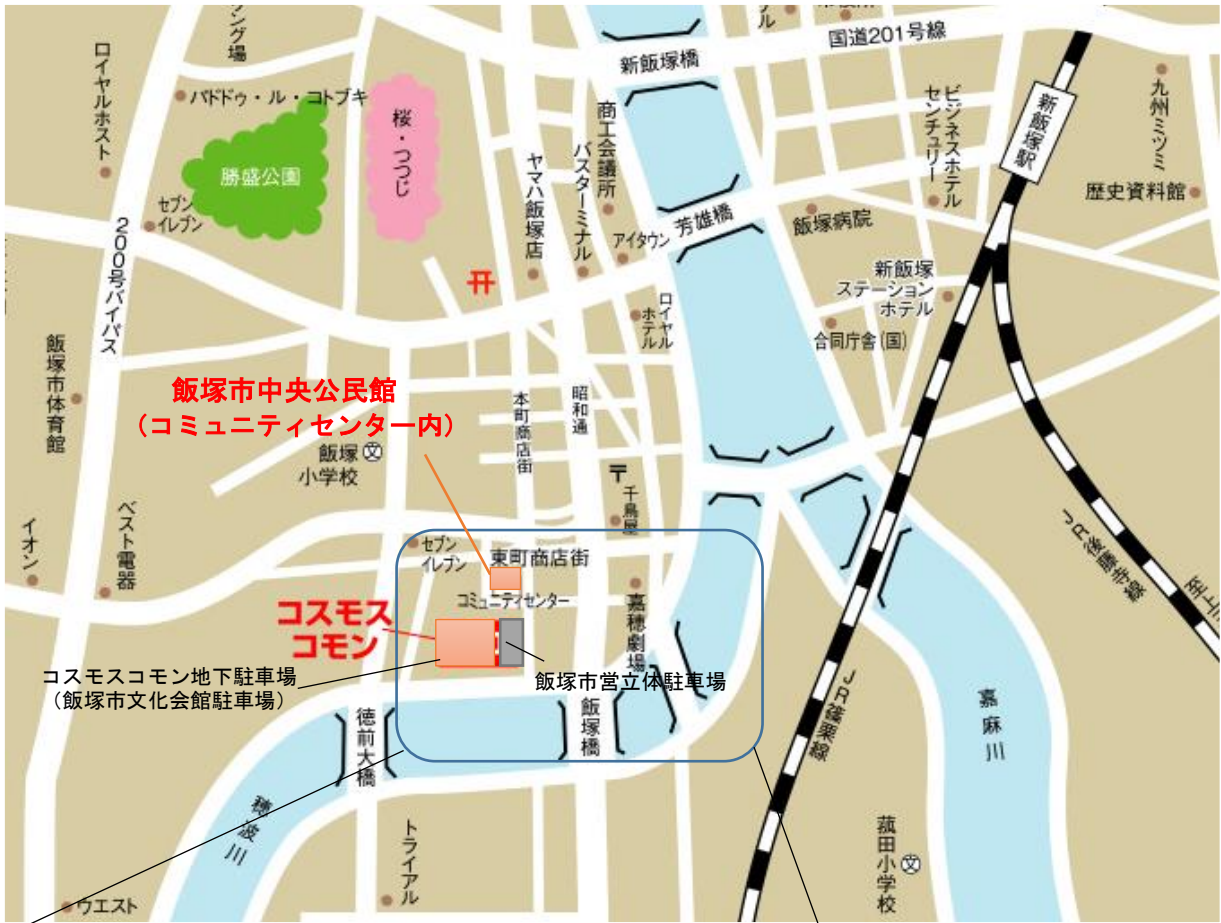 ング場
ロイヤルホスト
パドドゥ・ル・コトブキ
勝盛公園
桜・つつじ
セブン
イレブン
200号バイパス
新飯塚橋
国道201号線
商工会議所
バスターミナル
ヤマハ飯塚店
アイタウン
芳雄橋
飯塚病院
ビジネスホテル
センチュリー
新飯塚駅
九州ミツミ
歴史資料館
新飯塚
ステーション
ホテル
合同庁舎(国)
ロイヤル
ホテル
飯塚市体育館
飯塚市中央公民館
(コミュニティセンター内)
飯塚
小学校
文
本町商店街
昭和通
〒
千鳥屋
イオン
ベスト電器
セブン
イレブン
東町商店街
コミュニティセンター
コスモス
コモン
嘉穂劇場
コスモスコモン地下駐車場
(飯塚市文化会館駐車場)
飯塚市営立体駐車場
徳前大橋
飯塚橋
穂波川
トライアル
ウエスト
JR篠栗線
JR後藤寺線
嘉麻川
菰田小学校
文